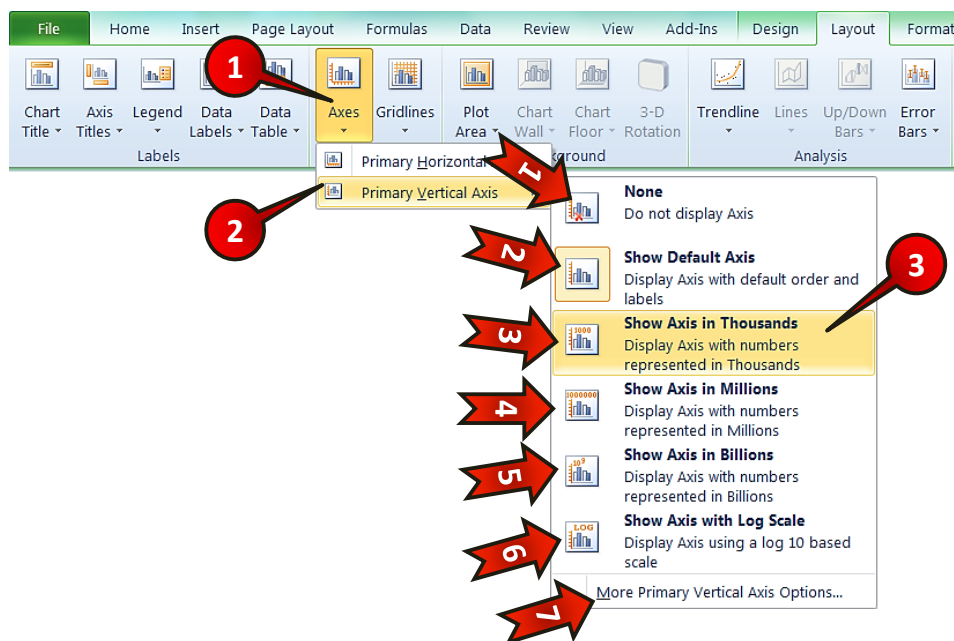 File Home Insert Page Layout Formulas Data Review View Add-Ins Design Layout Format
Chart Title Axis Titles Legend Data Labels Data Table Axes Gridlines Plot Area Chart Wall Chart Floor 3-D Rotation Trendline Lines Up/Down Bars Error Bars
Labels Analysis
1
2
3
Primary Horizontal
Primary Vertical Axis
1
None
Do not display Axis
2
Show Default Axis
Display Axis with default order and
labels
3
1000
Show Axis in Thousands
Display Axis with numbers
represented in Thousands
4
1000000
Show Axis in Millions
Display Axis with numbers
represented in Millions
5
10⁹
Show Axis in Billions
Display Axis with numbers
represented in Billions
6
LOG
Show Axis with Log Scale
Display Axis using a log 10 based
scale
7
More Primary Vertical Axis Options...